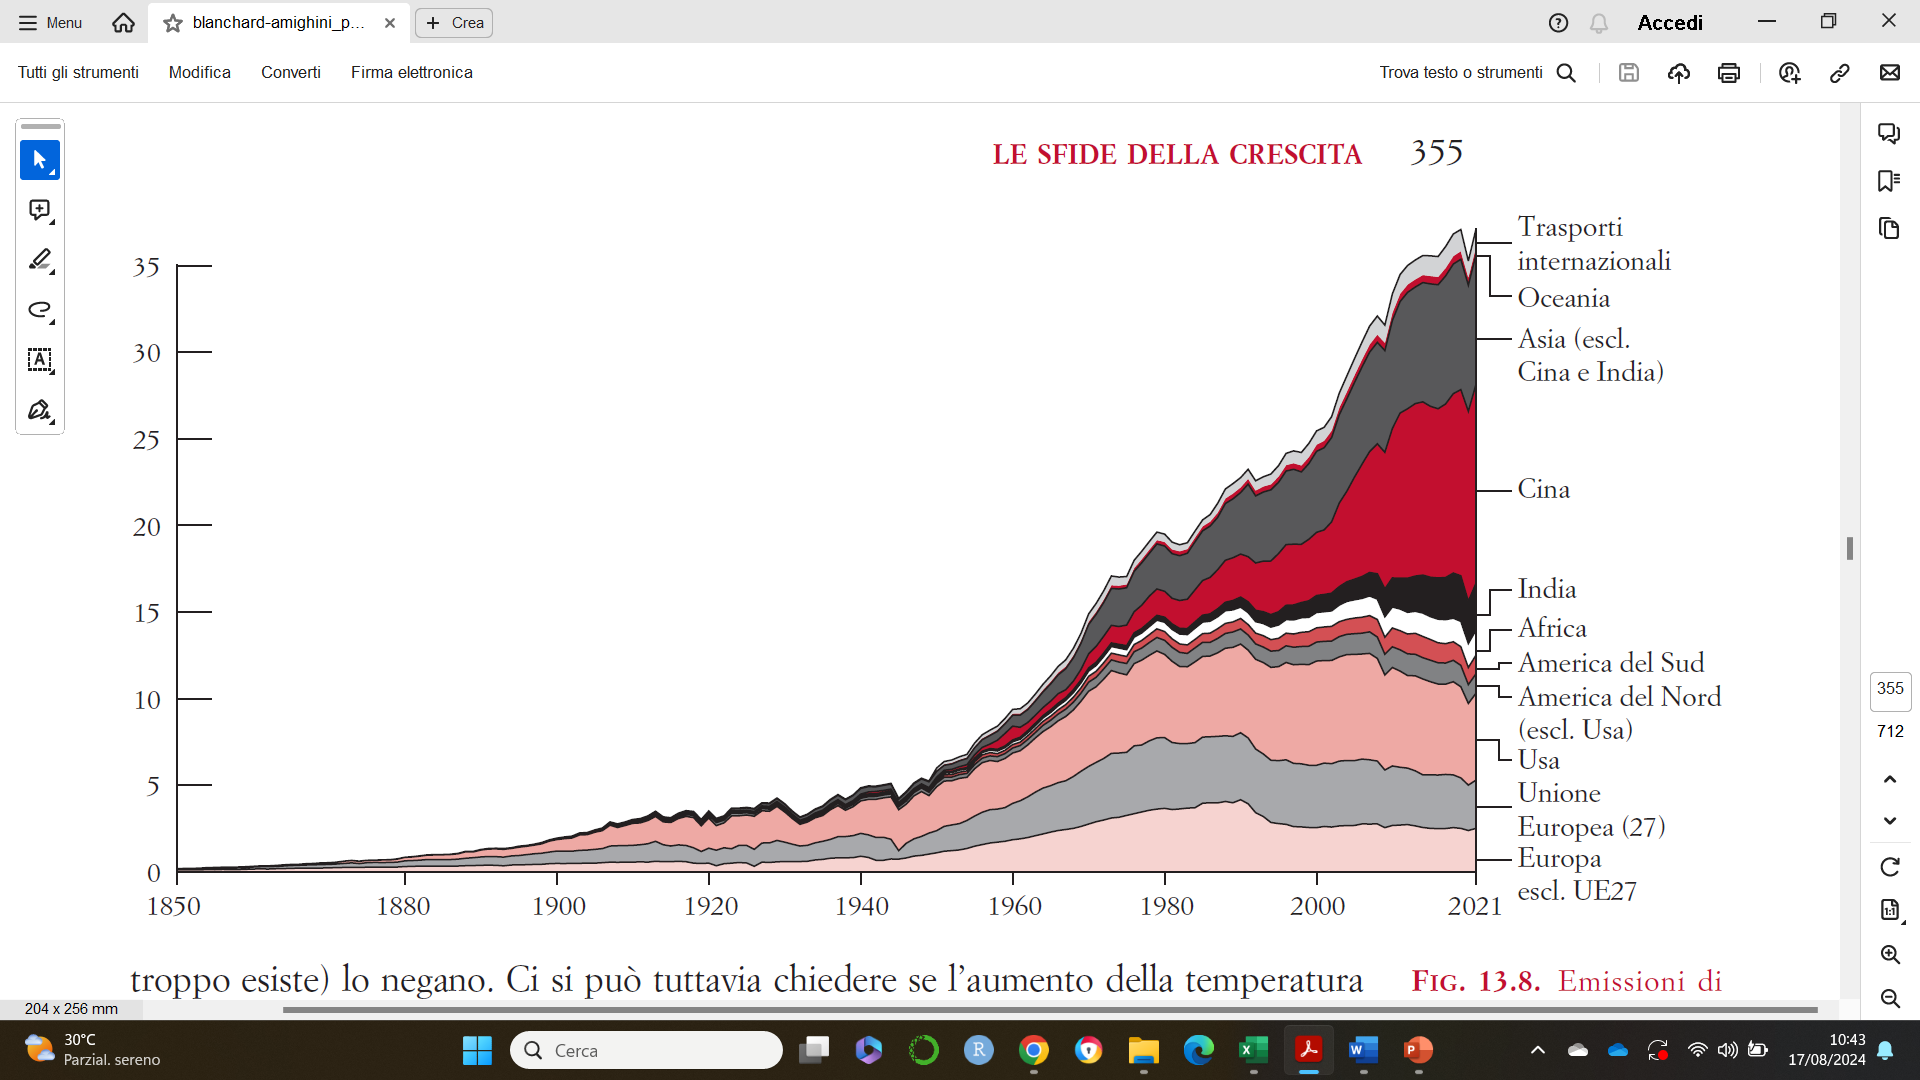 Menu
blanchard-amighini_p...
Crea
Accedi
Tutti gli strumenti
Modifica
Converti
Firma elettronica
Trova testo o strumenti
LE SFIDE DELLA CRESCITA 355
35
30
25
20
15
10
5
0
1850
1880
1900
1920
1940
1960
1980
2000
2021
Trasporti
internazionali
Oceania
Asia (escl.
Cina e India)
Cina
India
Africa
America del Sud
America del Nord
(escl. Usa)
Usa
Unione
Europea (27)
Europa
escl. UE27
troppo esiste) lo negano. Ci si può tuttavia chiedere se l'aumento della temperatura
FIG. 13.8. Emissioni di
355
712
1:1
204 x 256 mm
30°C
Parzial. sereno
Cerca
10:43
17/08/2024